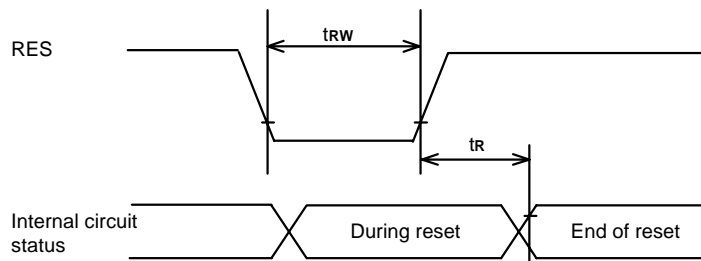 RES
tRW
tR
Internal circuit
status
During reset
End of reset